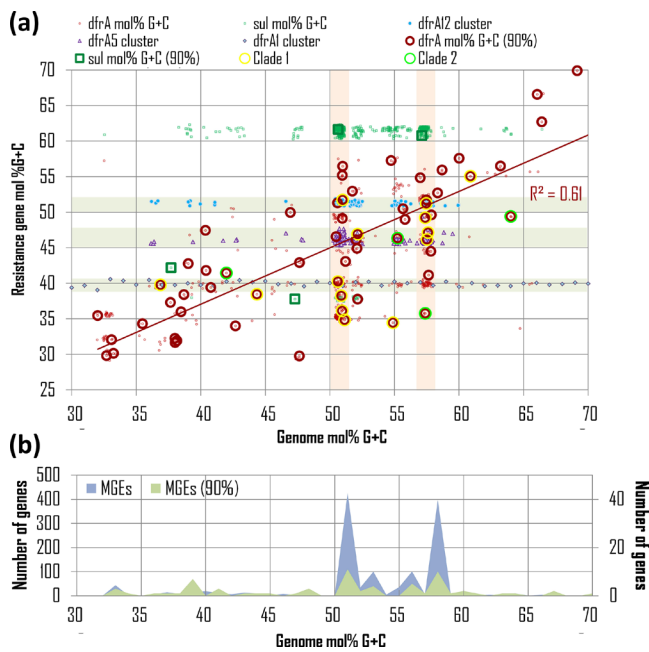 (a)
dfrA mol% G+C sul mol% G+C dfrA12 cluster
dfrA5 cluster dfrA1 cluster dfrA mol% G+C (90%)
sul mol% G+C (90%) Clade 1 Clade 2
70
65
60
55
50
45
40
35
30
25
Resistance gene mol %G+C
R² = 0.61
30 35 40 45 50 55 60 65 70
Genome mol% G+C
(b)
500
400
300
200
100
0
Number of genes
MGEs MGEs (90%)
40
20
0
Number of genes
30 35 40 45 50 55 60 65 70
Genome mol% G+C